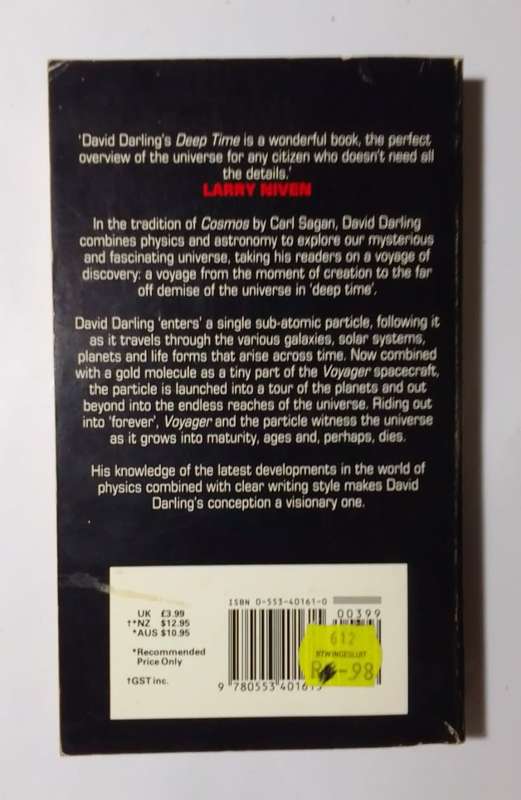 'David Darling's Deep Time is a wonderful book, the perfect
overview of the universe for any citizen who doesn't need all
the details.'
LARRY NIVEN
In the tradition of Cosmos by Carl Sagan, David Darling
combines physics and astronomy to explore our mysterious
and fascinating universe, taking his readers on a voyage of
discovery: a voyage from the moment of creation to the far
off demise of the universe in 'deep time'.
David Darling 'enters' a single sub-atomic particle, following it
as it travels through the various galaxies, solar systems,
planets and life forms that arise across time. Now combined
with a gold molecule as a tiny part of the Voyager spacecraft,
the particle is launched into a tour of the planets and out
beyond into the endless reaches of the universe. Riding out
into 'forever', Voyager and the particle witness the universe
as it grows into maturity, ages and, perhaps, dies.
His knowledge of the latest developments in the world of
physics combined with clear writing style makes David
Darling's conception a visionary one.
UK £3.99
†*NZ $12.95
*AUS $10.95
*Recommended
Price Only
†GST inc.
ISBN 0-553-40161-0
00399
612
BTW INGESLUIT
-98
9 780553 40161